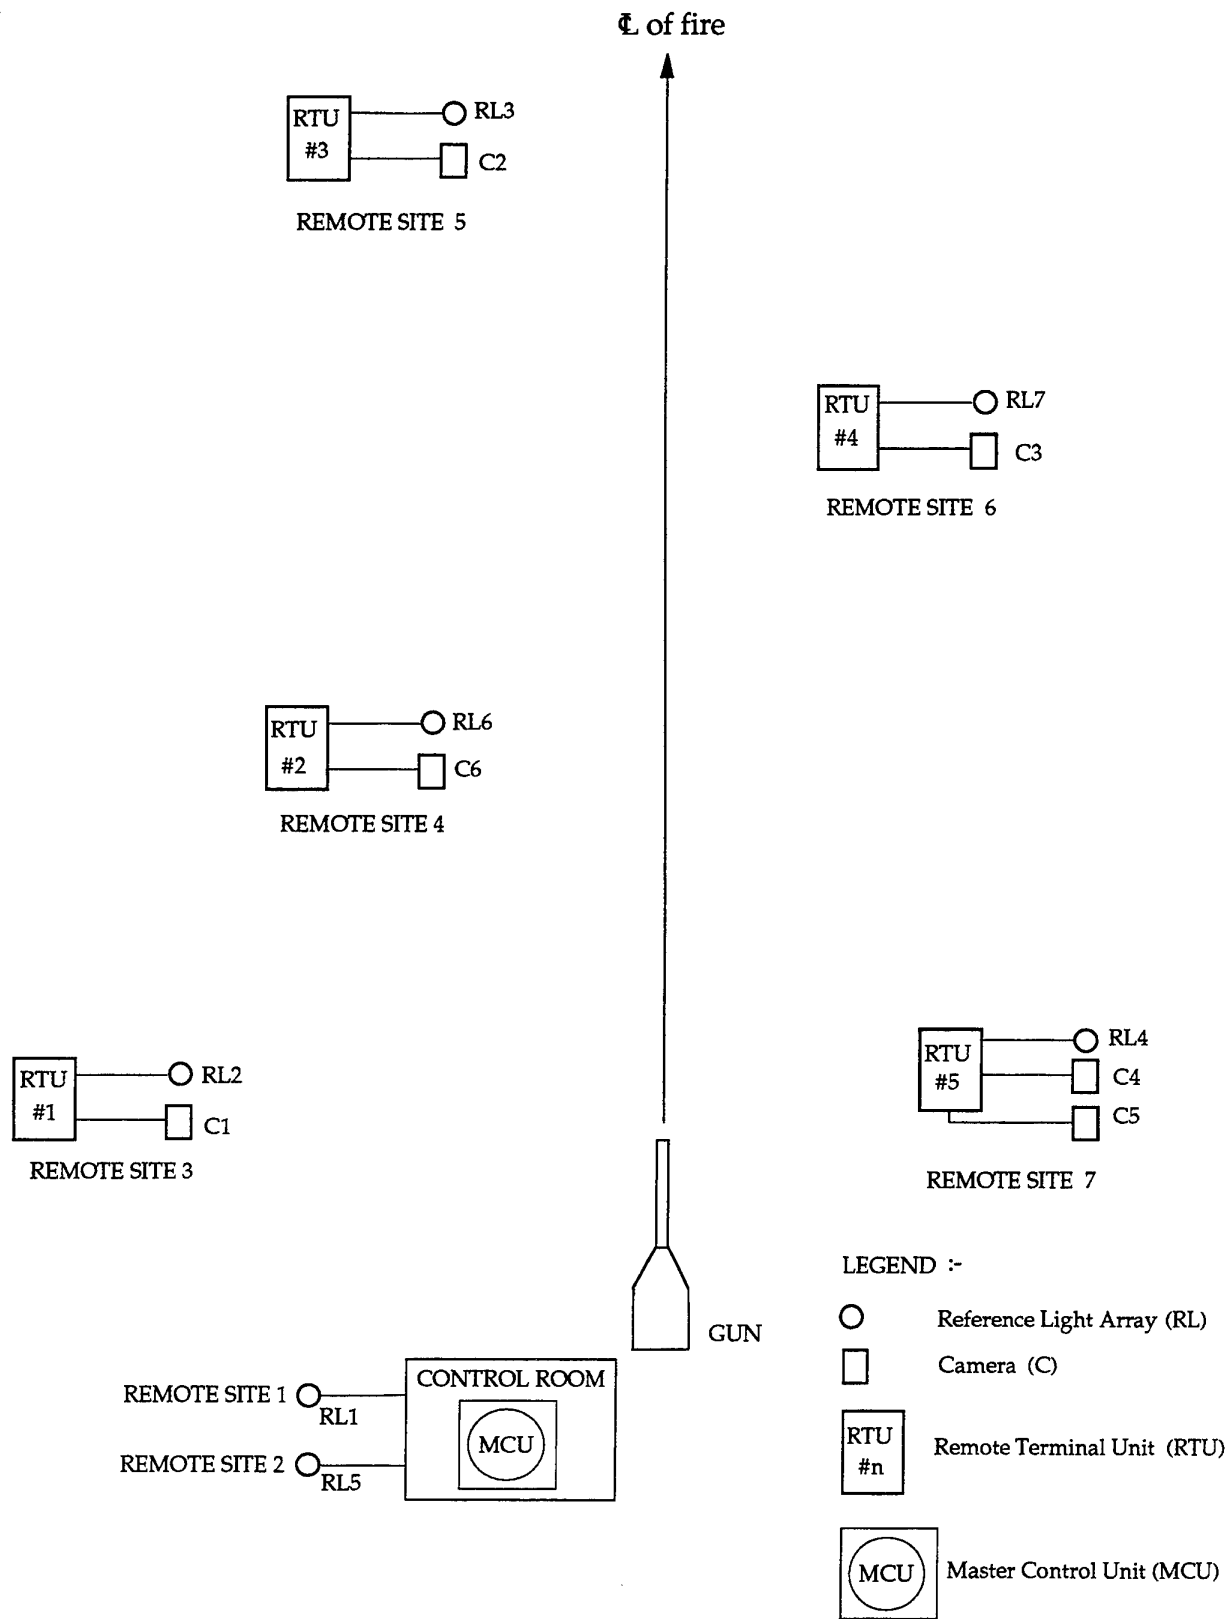 ℄ of fire
RTU
#3
RL3
C2
REMOTE SITE 5
RTU
#4
RL7
C3
REMOTE SITE 6
RTU
#2
RL6
C6
REMOTE SITE 4
RTU
#1
RL2
C1
REMOTE SITE 3
RTU
#5
RL4
C4
C5
REMOTE SITE 7
GUN
REMOTE SITE 1
RL1
REMOTE SITE 2
RL5
CONTROL ROOM
MCU
LEGEND :-
Reference Light Array (RL)
Camera (C)
RTU
#n
Remote Terminal Unit (RTU)
MCU
Master Control Unit (MCU)